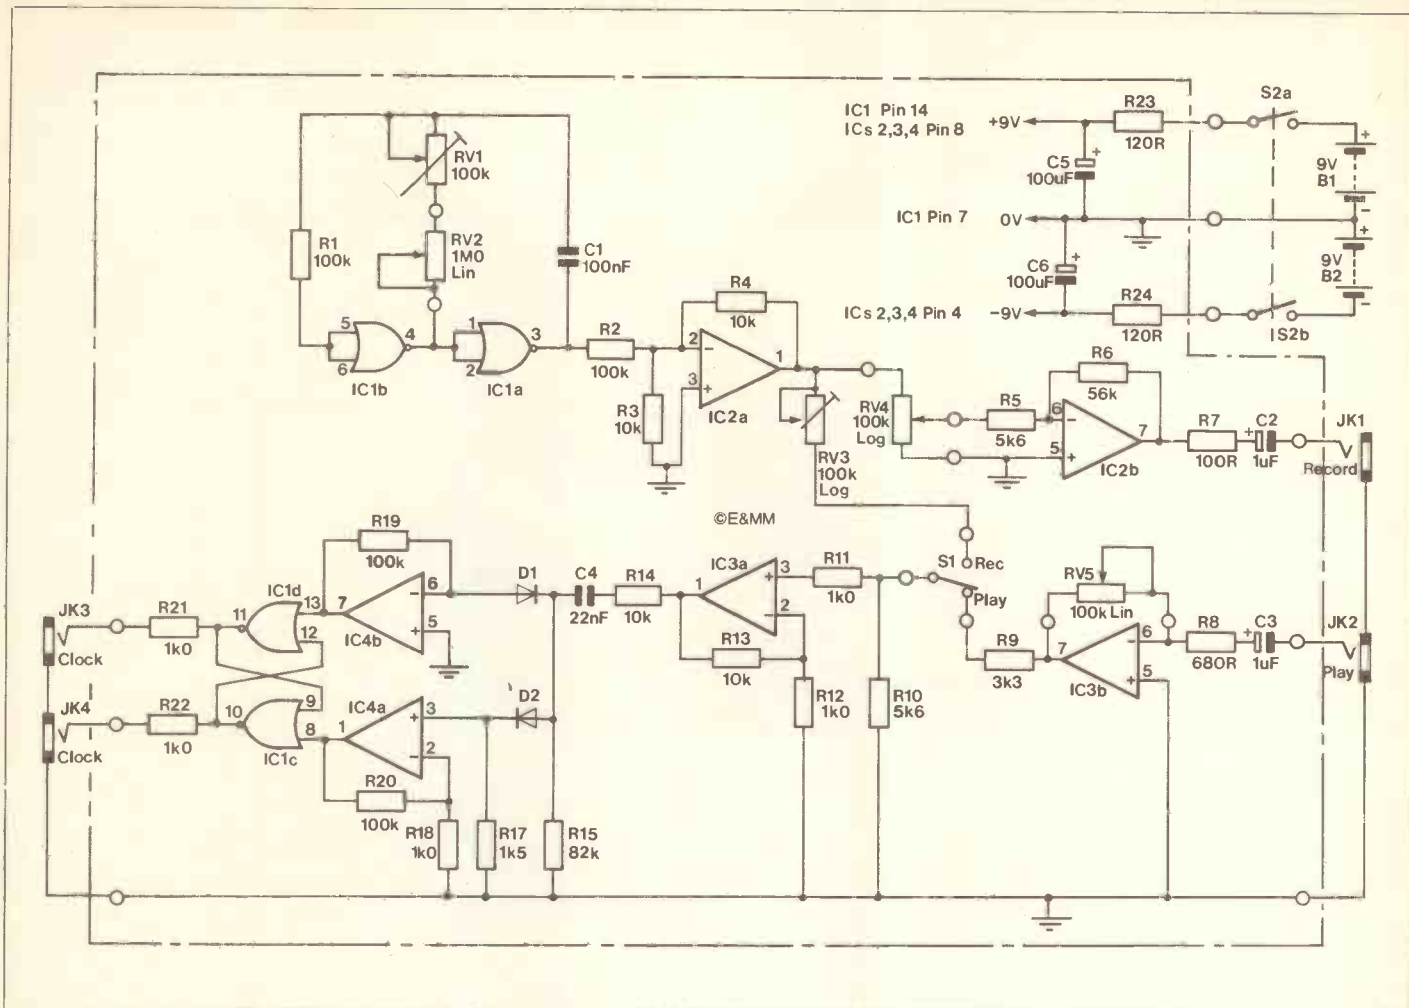 IC1 Pin 14
ICs 2,3,4 Pin 8
+9V
R23
120R
S2a
+
9V
B1
−
C5
100uF
+
IC1 Pin 7
0V
+
9V
B2
−
C6
100uF
+
ICs 2,3,4 Pin 4
−9V
R24
120R
S2b
RV1
100k
RV2
1M0
Lin
R1
100k
C1
100nF
5
6
4
IC1b
1
2
3
IC1a
R2
100k
R3
10k
R4
10k
2
−
3
+
1
IC2a
RV3
100k
Log
RV4
100k
Log
R5
5k6
R6
56k
6
−
5
+
7
IC2b
R7
100R
+
C2
1uF
JK1
Record
©E&MM
S1
Rec
Play
RV5
100k Lin
7
6
−
5
+
IC3b
R9
3k3
R8
680R
+
C3
1uF
JK2
Play
R10
5k6
R11
1k0
IC3a
1
3
+
2
−
R13
10k
R12
1k0
R14
10k
C4
22nF
D1
D2
R19
100k
IC4b
7
6
−
5
+
IC1d
11
13
12
R21
1k0
JK3
Clock
IC1c
10
9
8
R22
1k0
JK4
Clock
IC4a
1
3
+
2
−
R20
100k
R18
1k0
R17
1k5
R15
82k